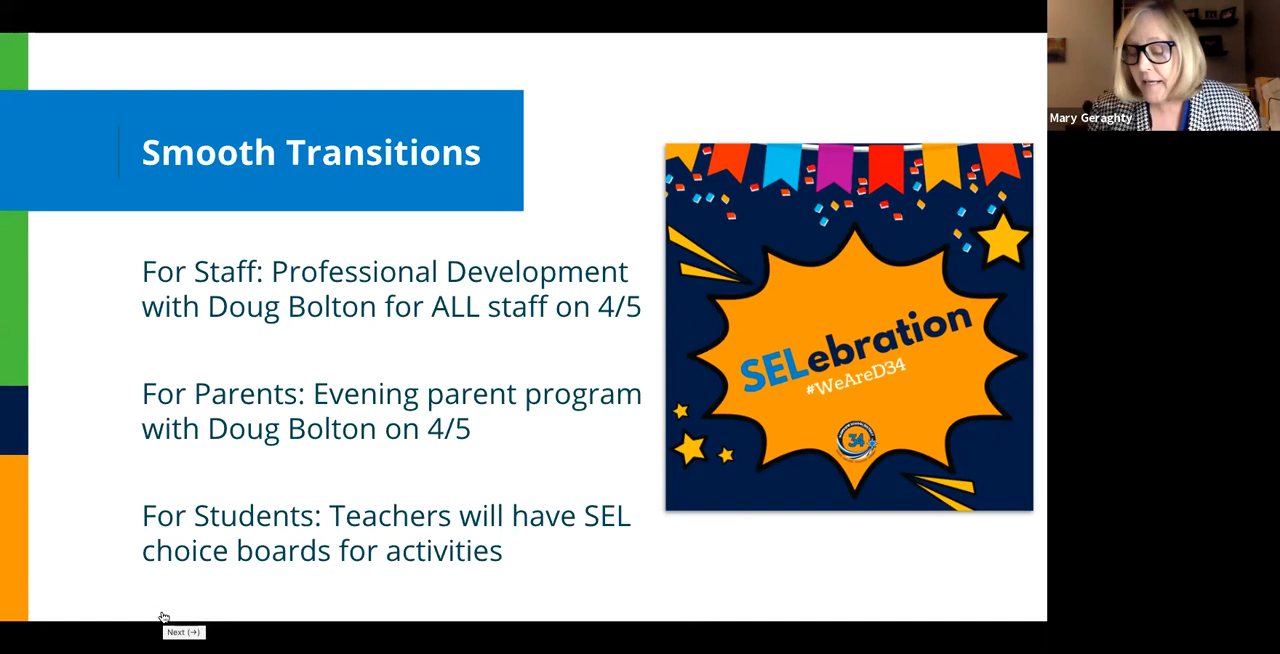 Smooth Transitions
For Staff: Professional Development
with Doug Bolton for ALL staff on 4/5
For Parents: Evening parent program
with Doug Bolton on 4/5
For Students: Teachers will have SEL
choice boards for activities
SELebration
#WeAreD34
34
Mary Geraghty
Next (→)